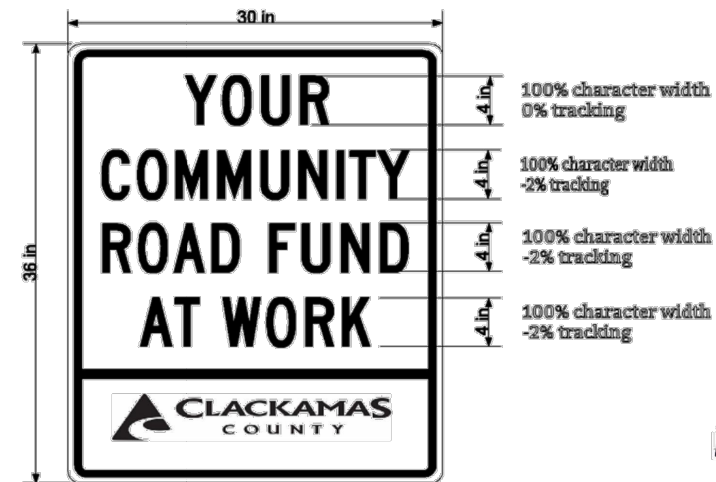 30 in
36 in
YOUR
4 in
100% character width
0% tracking
COMMUNITY
4 in
100% character width
-2% tracking
ROAD FUND
4 in
100% character width
-2% tracking
AT WORK
4 in
100% character width
-2% tracking
CLACKAMAS
COUNTY